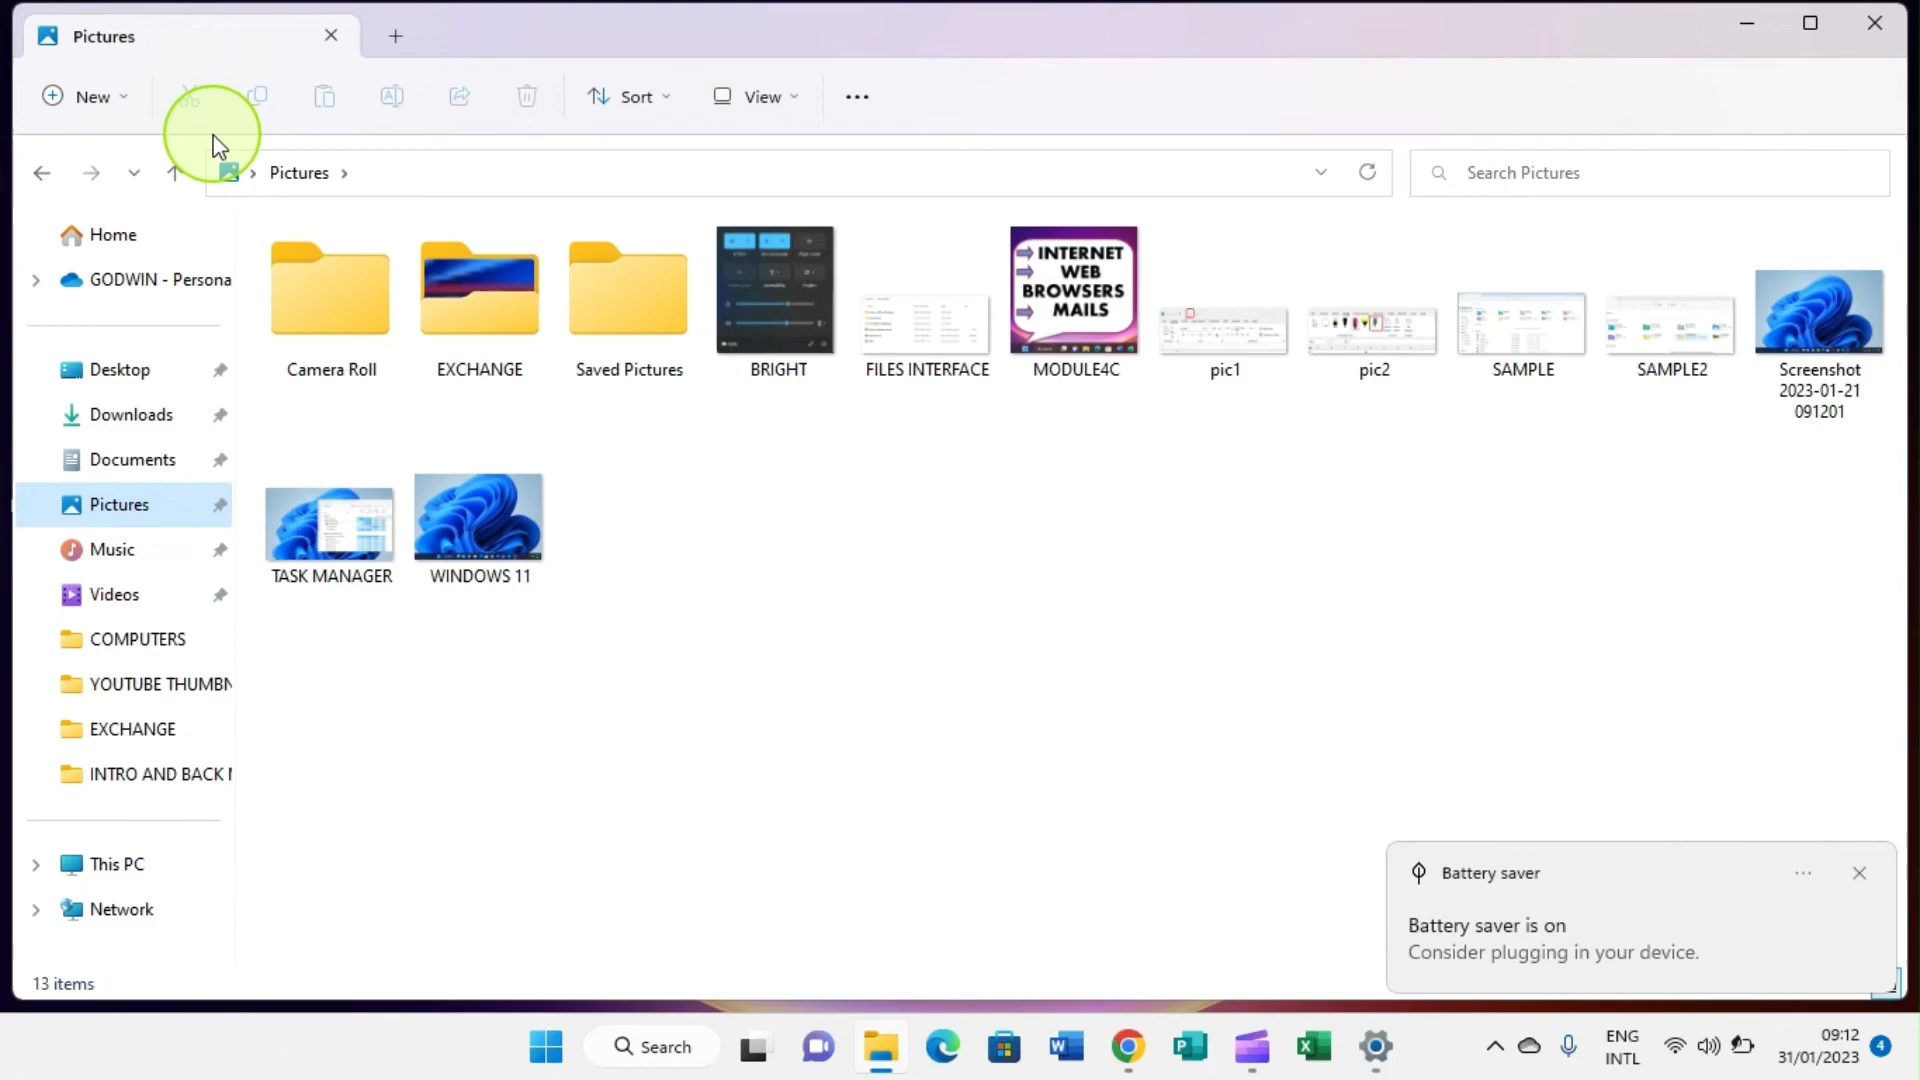 Pictures
New
Sort
View
Pictures
Search Pictures
Home
GODWIN - Persona
Desktop
Downloads
Documents
Pictures
Music
Videos
COMPUTERS
YOUTUBE THUMBN
EXCHANGE
INTRO AND BACK
This PC
Network
Camera Roll
EXCHANGE
Saved Pictures
BRIGHT
FILES INTERFACE
INTERNET
WEB
BROWSERS
MAILS
MODULE4C
pic1
pic2
SAMPLE
SAMPLE2
Screenshot
2023-01-21
091201
TASK MANAGER
WINDOWS 11
Battery saver
Battery saver is on
Consider plugging in your device.
13 items
Search
ENG
INTL
09:12
31/01/2023
4